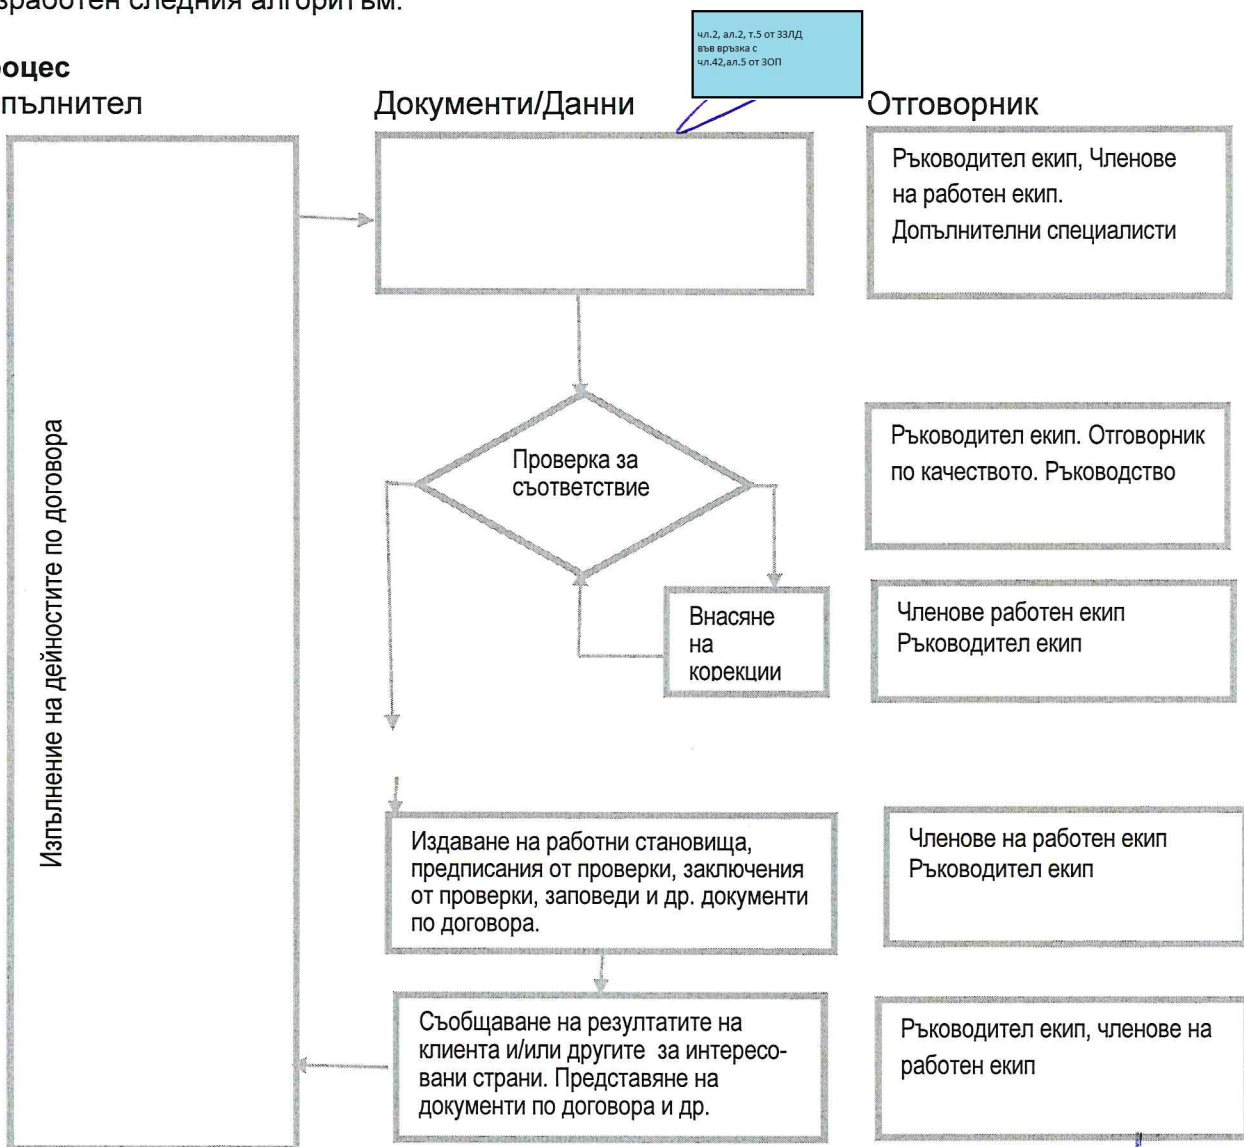 зработен следния алгоритъм:
чл.2, ал.2, т.5 от ЗЗЛД
във връзка с
чл.42,ал.5 от ЗОП
роцес
пълнител
Документи/Данни
Отговорник
Ръководител екип, Членове
на работен екип.
Допълнителни специалисти
Изпълнение на дейностите по договора
Проверка за
съответствие
Ръководител екип. Отговорник
по качеството. Ръководство
Внасяне
на
корекции
Членове работен екип
Ръководител екип
Издаване на работни становища,
предписания от проверки, заключения
от проверки, заповеди и др. документи
по договора.
Членове на работен екип
Ръководител екип
Съобщаване на резултатите на
клиента и/или другите за интересо-
вани страни. Представяне на
документи по договора и др.
Ръководител екип, членове на
работен екип